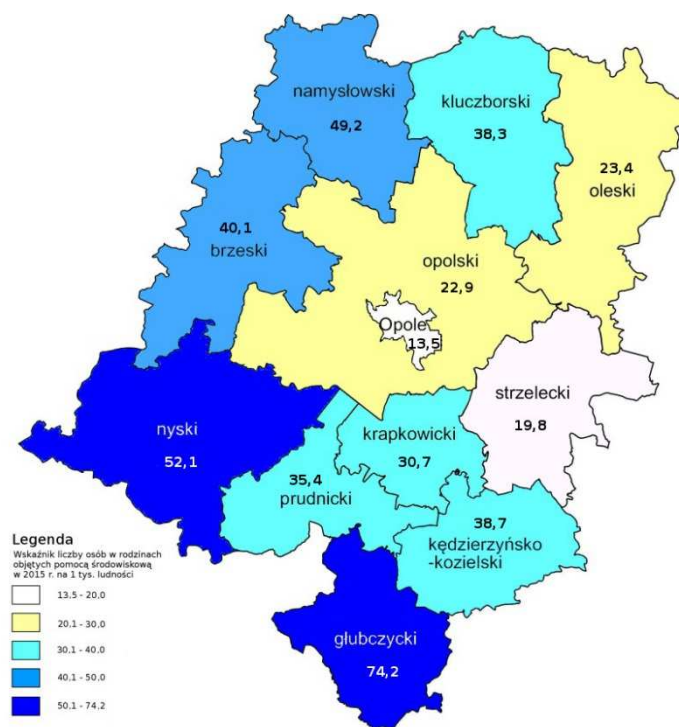 namysłowski
49,2
kluczborski
38,3
23,4
oleski
40,1
brzeski
opolski
22,9
Opole
13,5
strzelecki
19,8
nyski
52,1
krapkowicki
30,7
35,4
prudnicki
38,7
kędzierzyńsko
-kozielski
głubczycki
74,2
Legenda
Wskaźnik liczby osób w rodzinach
objętych pomocą środowiskową
w 2015 r. na 1 tys. ludności
13,5 - 20,0
20,1 - 30,0
30,1 - 40,0
40,1 - 50,0
50,1 - 74,2